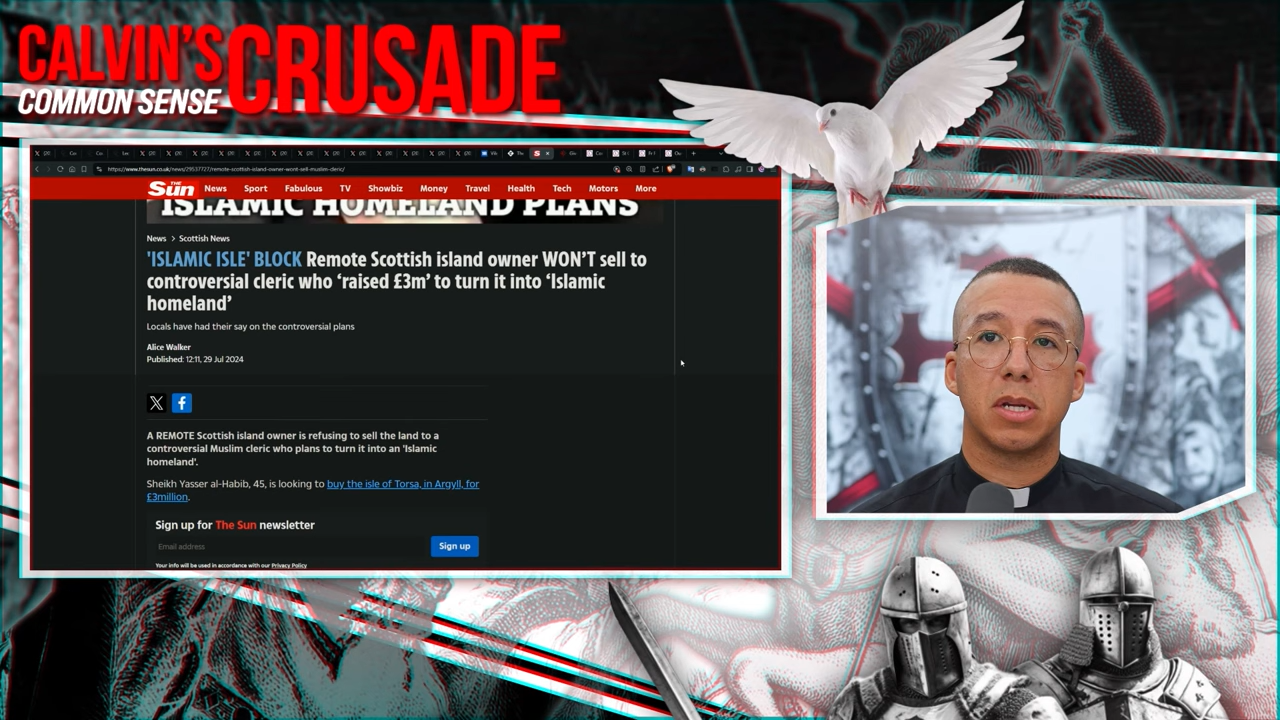 CALVIN'S
COMMON SENSE
CRUSADE
https://www.thesun.co.uk/news/29537727/remote-scottish-island-owner-wont-sell-muslim-cleric/
THE
Sun
News Sport Fabulous TV Showbiz Money Travel Health Tech Motors More
ISLAMIC HOMELAND PLANS
News > Scottish News
'ISLAMIC ISLE' BLOCK Remote Scottish island owner WON'T sell to
controversial cleric who 'raised £3m' to turn it into 'Islamic
homeland'
Locals have had their say on the controversial plans
Alice Walker
Published: 12:11, 29 Jul 2024
A REMOTE Scottish island owner is refusing to sell the land to a
controversial Muslim cleric who plans to turn it into an 'Islamic
homeland'.
Sheikh Yasser al-Habib, 45, is looking to buy the isle of Torsa, in Argyll, for
£3million.
Sign up for The Sun newsletter
Email address
Sign up
Your info will be used in accordance with our Privacy Policy